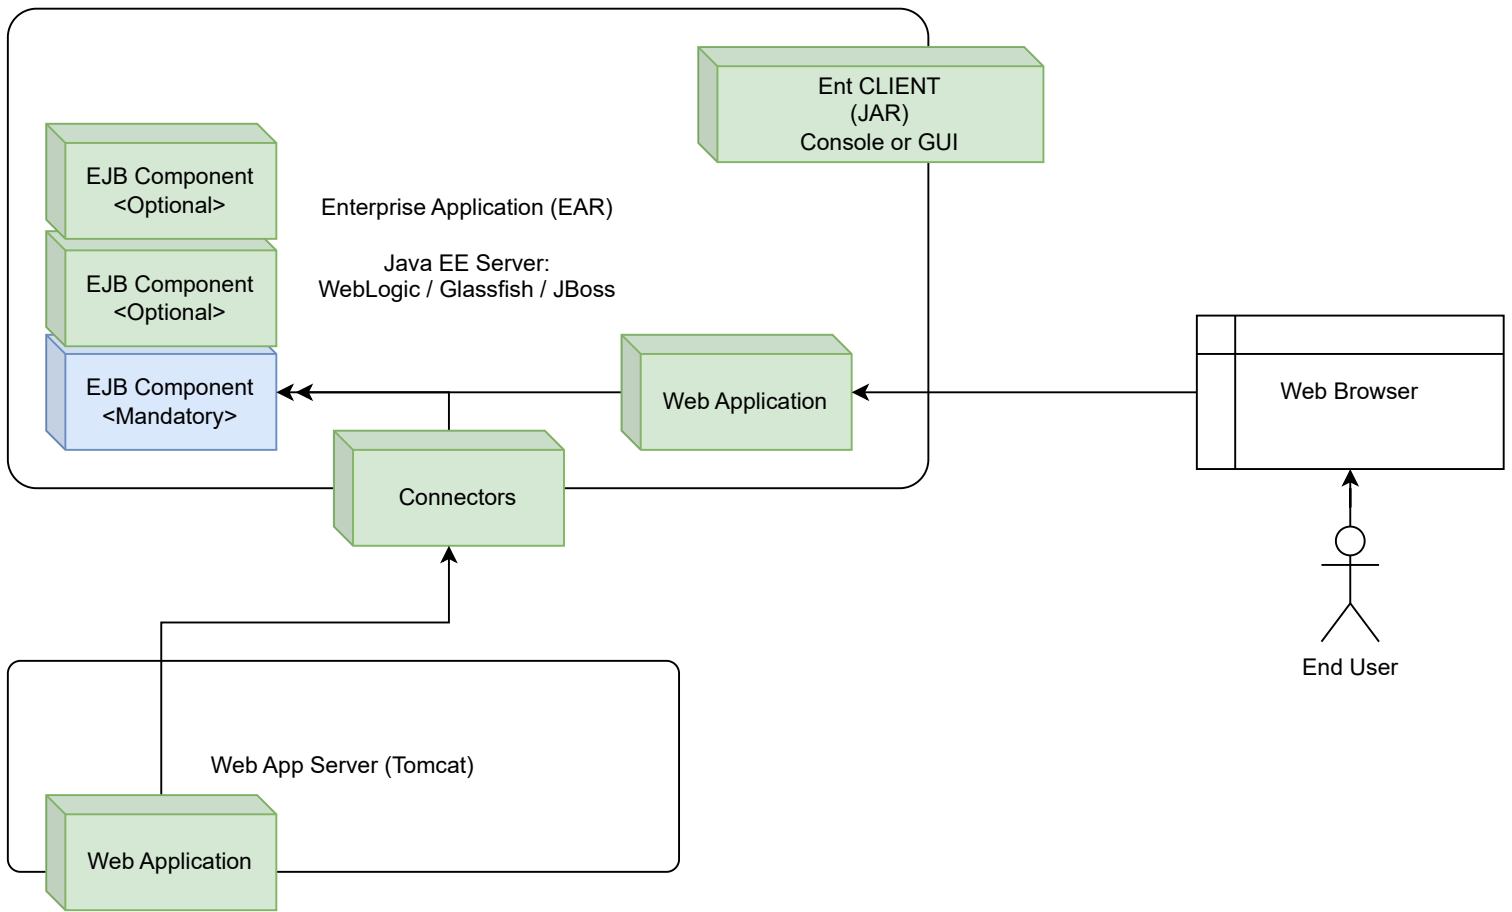 Ent CLIENT
(JAR)
Console or GUI
EJB Component
<Optional>
Enterprise Application (EAR)
Java EE Server:
WebLogic / Glassfish / JBoss
EJB Component
<Optional>
EJB Component
<Mandatory>
Web Application
Web Browser
Connectors
End User
Web App Server (Tomcat)
Web Application